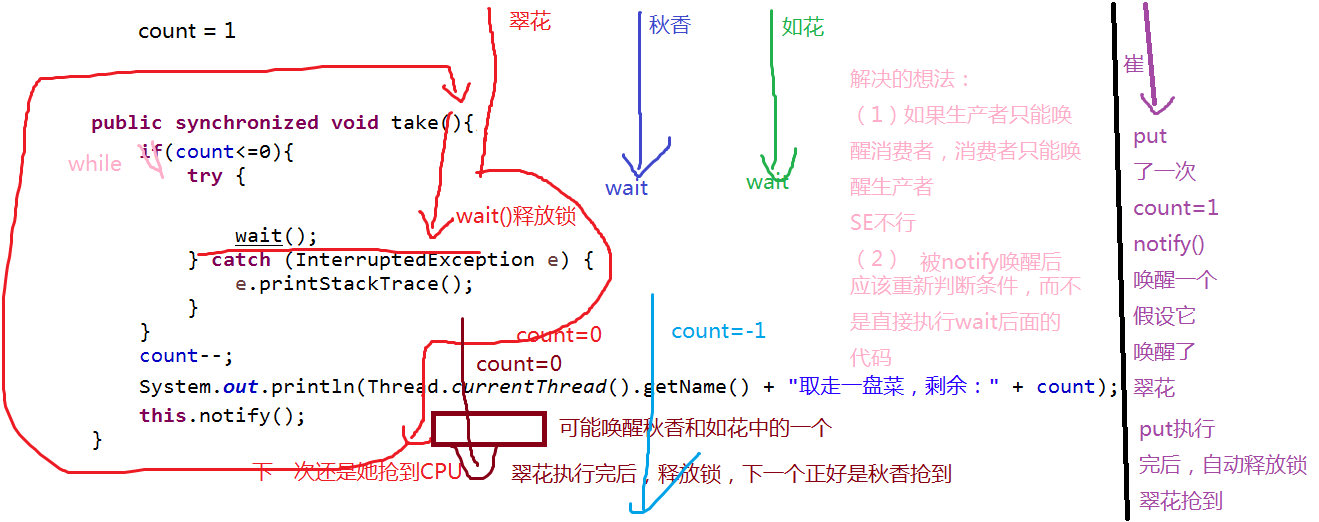 count = 1
翠花
秋香
如花
崔
解决的想法：
（1）如果生产者只能唤
醒消费者，消费者只能唤
醒生产者
SE不行
（2） 被notify唤醒后
应该重新判断条件，而不
是直接执行wait后面的
代码
public synchronized void take(){
while
if(count<=0){
try {
wait()释放锁
wait
wait
wait();
} catch (InterruptedException e) {
e.printStackTrace();
}
}
count=0
count=0
count=-1
count--;
System.out.println(Thread.currentThread().getName() + "取走一盘菜，剩余：" + count);
this.notify();
}
可能唤醒秋香和如花中的一个
下一次还是她抢到CPU
翠花执行完后，释放锁，下一个正好是秋香抢到
put
了一次
count=1
notify()
唤醒一个
假设它
唤醒了
翠花
put执行
完后，自动释放锁
翠花抢到